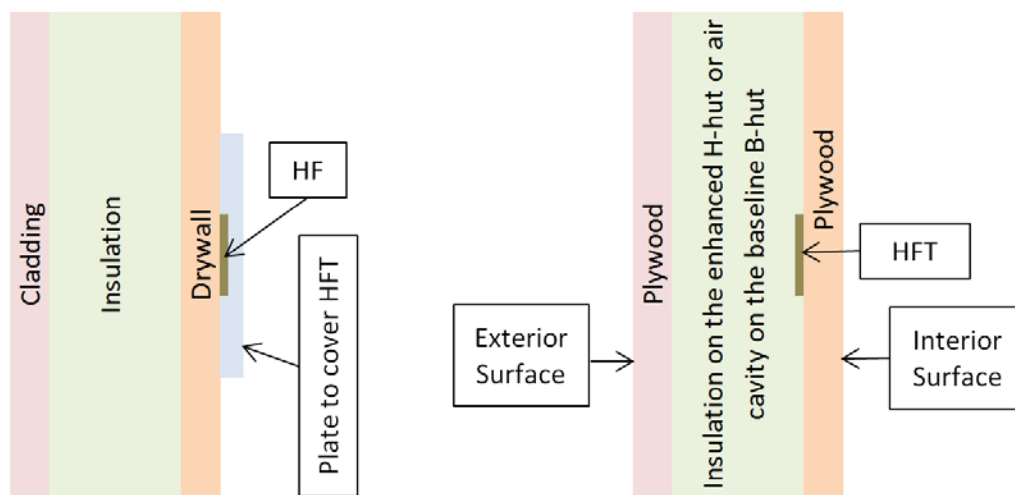 Cladding
Insulation
Drywall
HF
Plate to cover HFT
Exterior
Surface
Plywood
Insulation on the enhanced H-hut or air
cavity on the baseline B-hut
Plywood
HFT
Interior
Surface